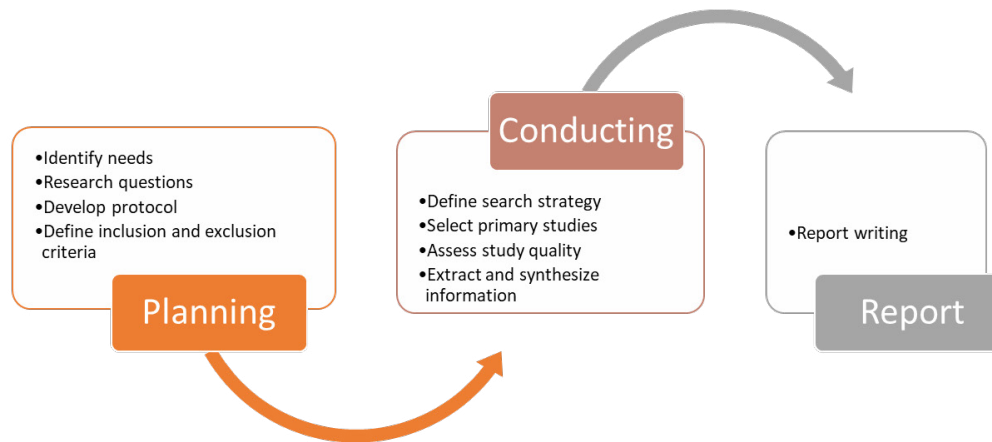 •Identify needs
•Research questions
•Develop protocol
•Define inclusion and exclusion
criteria
Planning
Conducting
•Define search strategy
•Select primary studies
•Assess study quality
•Extract and synthesize
information
•Report writing
Report